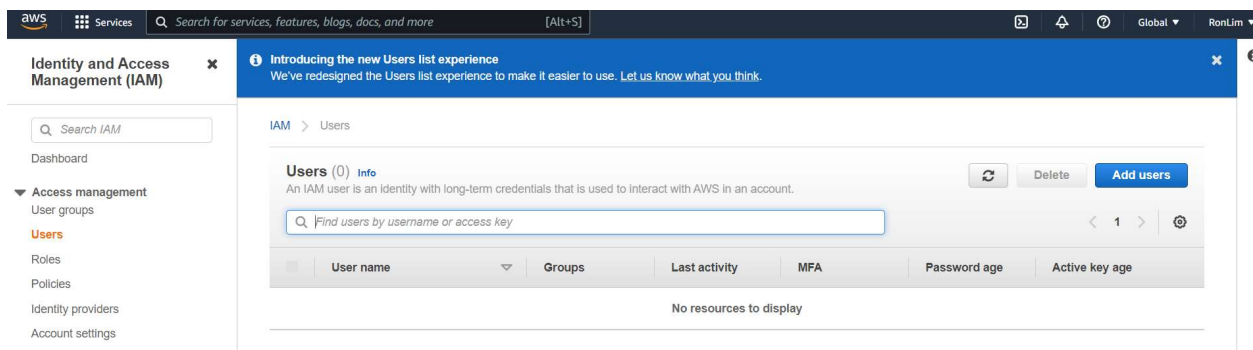 aws Services Search for services, features, blogs, docs, and more [Alt+S] Global RonLim
Identity and Access Management (IAM)
Search IAM
Dashboard
Access management
User groups
Users
Roles
Policies
Identity providers
Account settings
Introducing the new Users list experience
We've redesigned the Users list experience to make it easier to use. Let us know what you think.
IAM > Users
Users (0) Info
An IAM user is an identity with long-term credentials that is used to interact with AWS in an account.
Delete Add users
Find users by username or access key
1
User name Groups Last activity MFA Password age Active key age
No resources to display